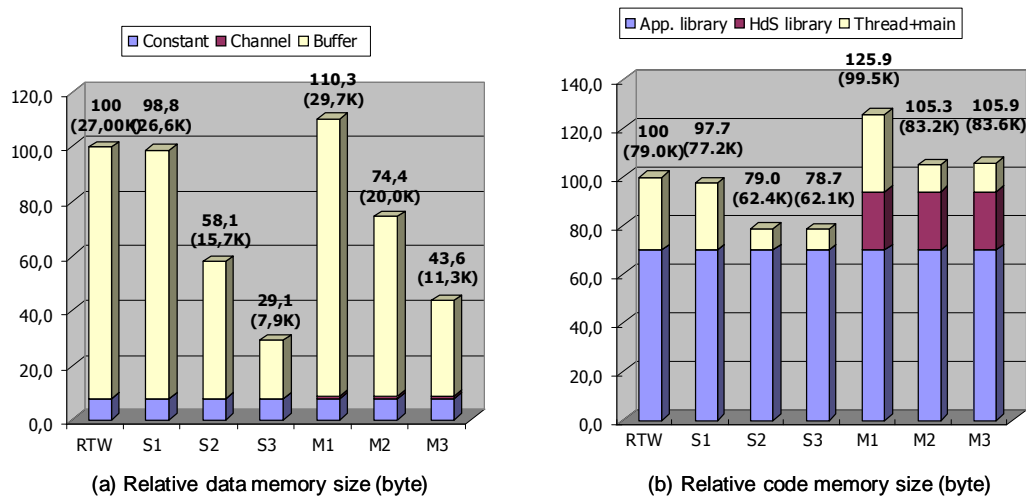 Constant Channel Buffer
120,0
100,0
80,0
60,0
40,0
20,0
0,0
100
(27,00K)
98,8
(26,6K)
58,1
(15,7K)
29,1
(7,9K)
110,3
(29,7K)
74,4
(20,0K)
43,6
(11,3K)
RTW S1 S2 S3 M1 M2 M3
(a) Relative data memory size (byte)
App. library HdS library Thread+main
140,0
120,0
100,0
80,0
60,0
40,0
20,0
0,0
100
(79.0K)
97.7
(77.2K)
79.0
(62.4K)
78.7
(62.1K)
125.9
(99.5K)
105.3
(83.2K)
105.9
(83.6K)
RTW S1 S2 S3 M1 M2 M3
(b) Relative code memory size (byte)